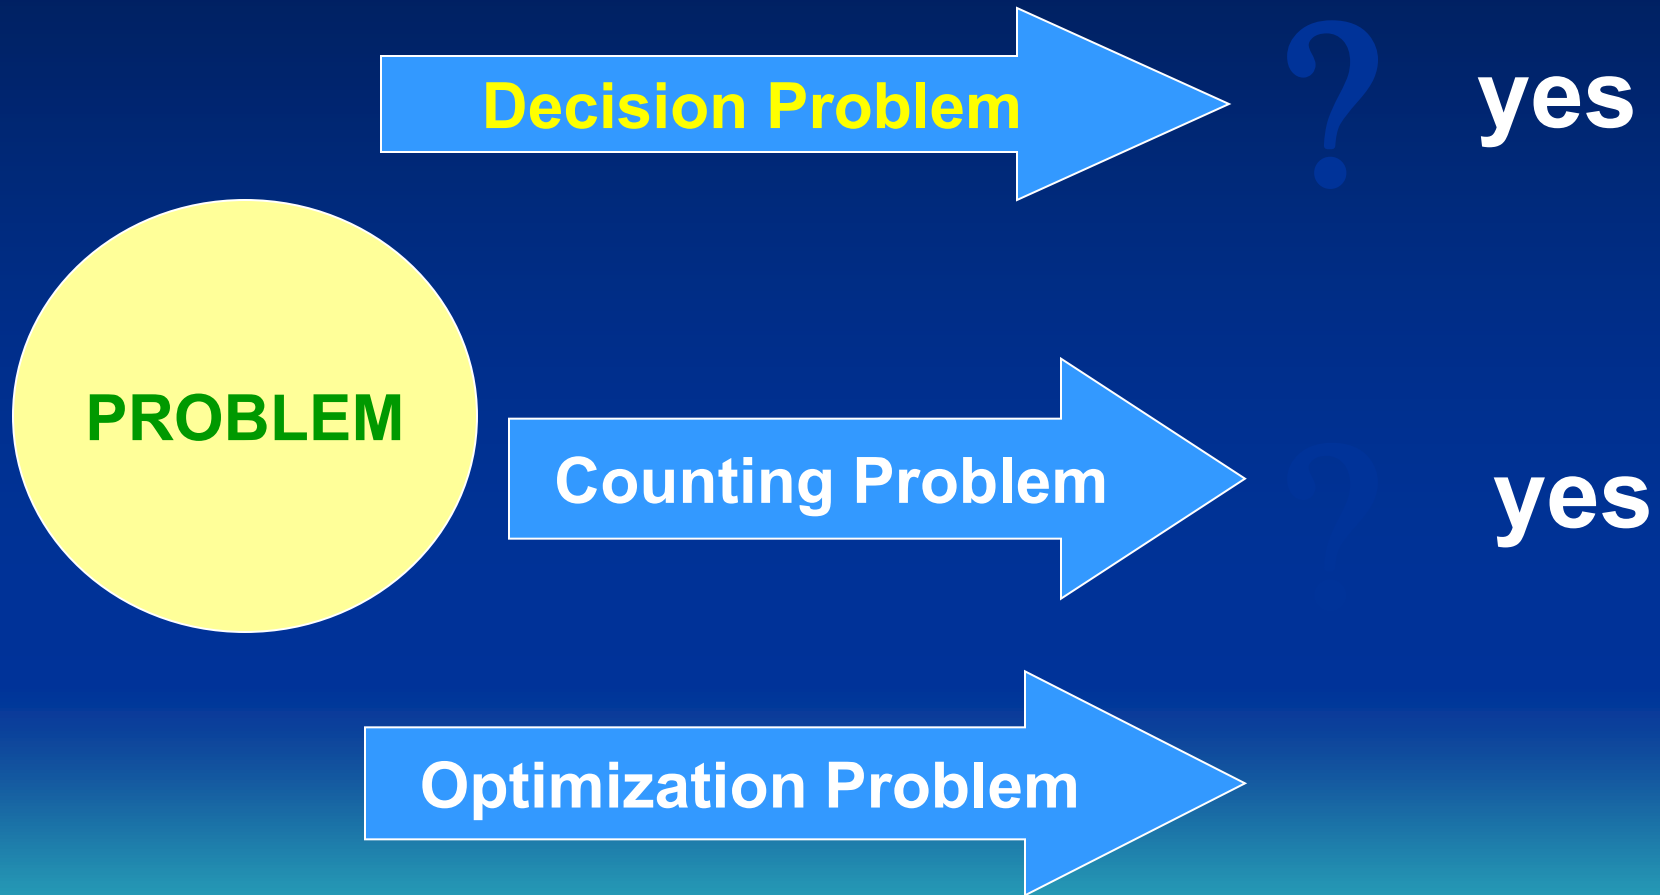 Decision Problem ? yes
PROBLEM
Counting Problem ? yes
Optimization Problem